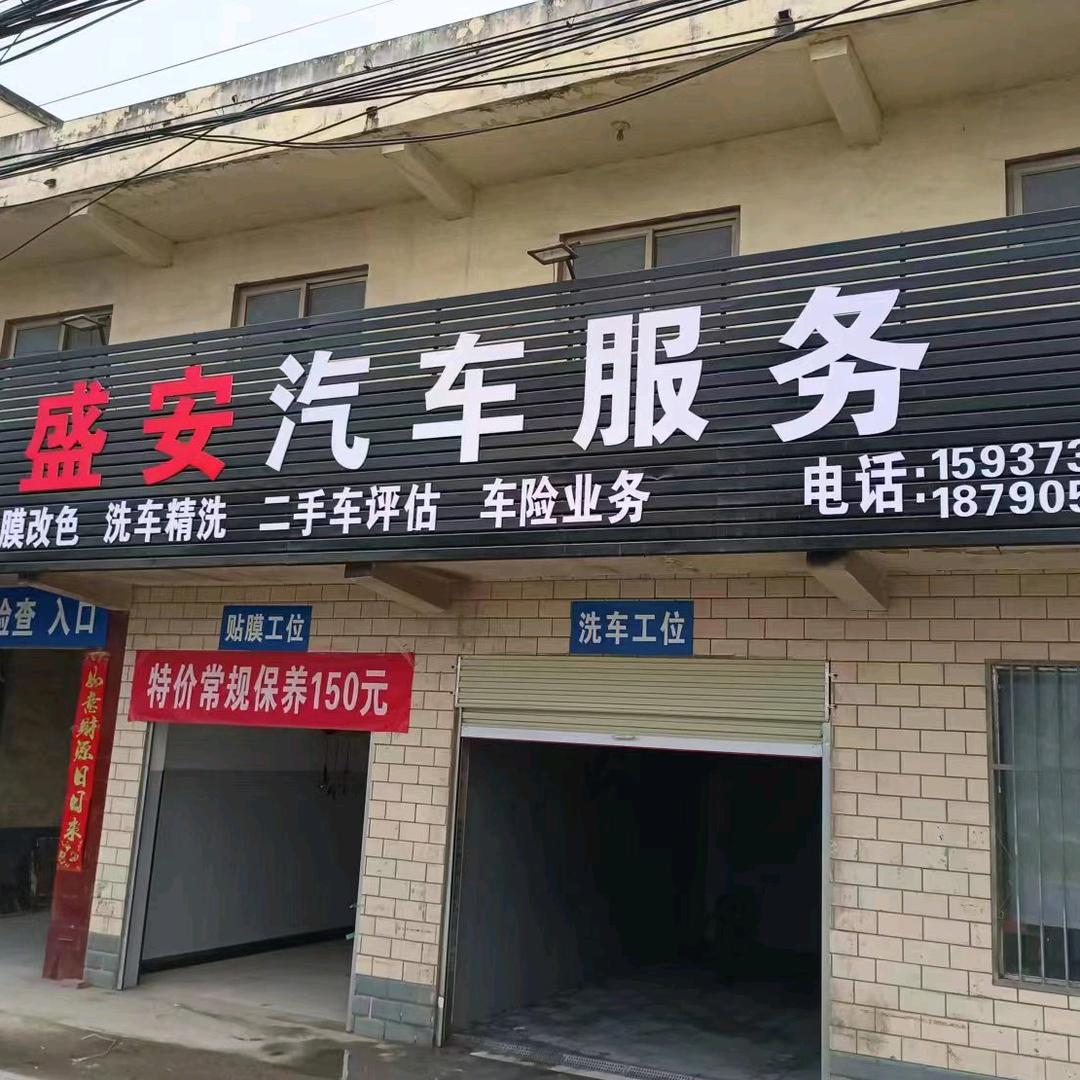 盛安汽车服务
膜改色 洗车精洗 二手车评估 车险业务
电话:159373
187905
检查 入口
贴膜工位
洗车工位
特价常规保养150元
如意财源日日来